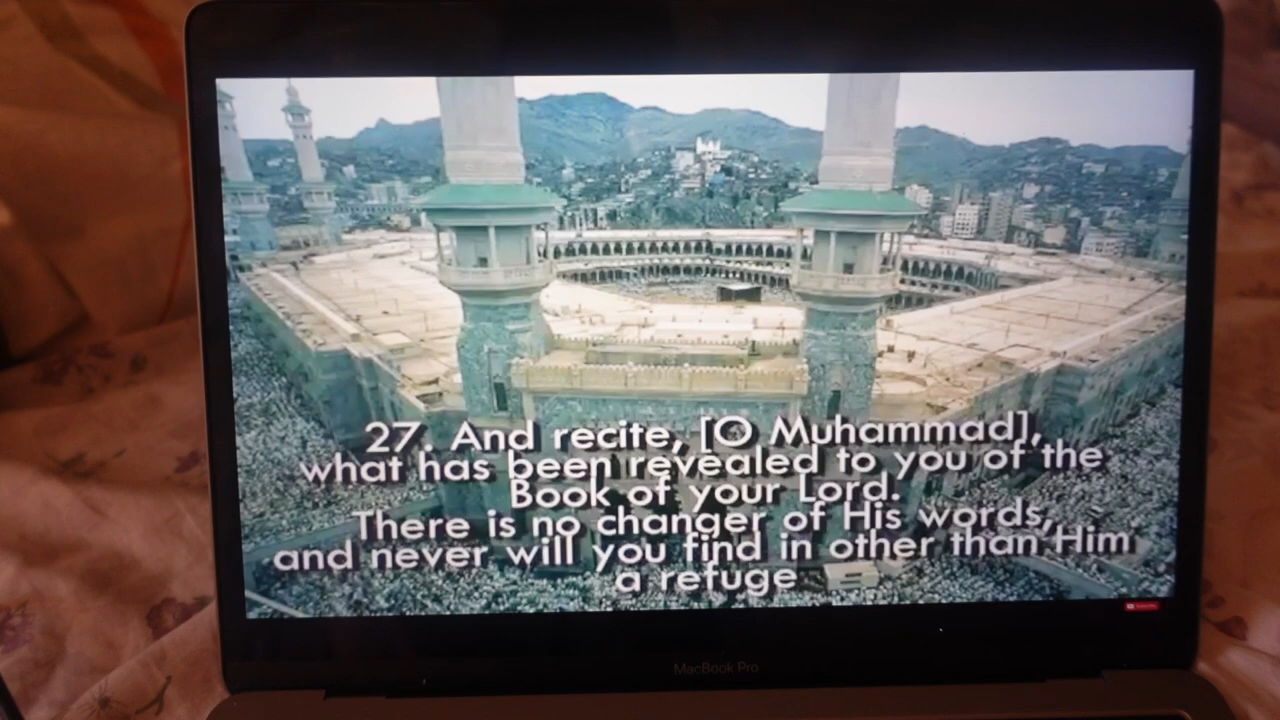 27. And recite, [O Muhammad],
what has been revealed to you of the
Book of your Lord.
There is no changer of His words,
and never will you find in other than Him
a refuge
MacBook Pro